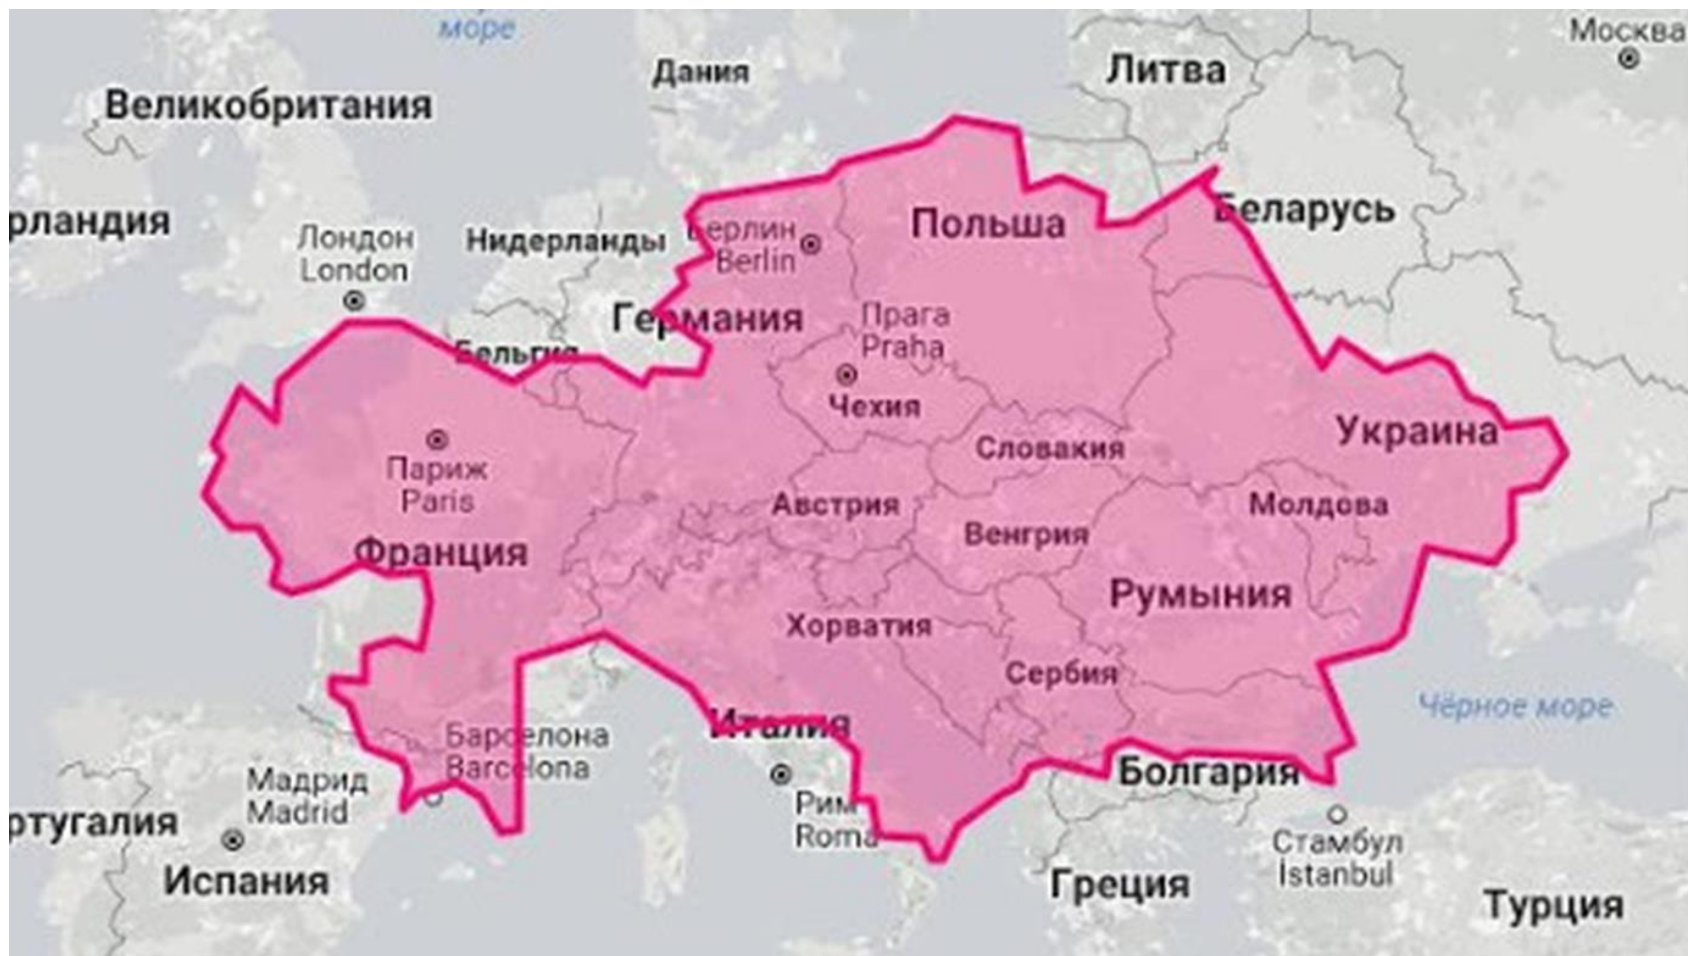 море
Москва
Дания
Литва
Великобритания
рландия
Беларусь
Польша
Лондон
London
Нидерланды
Берлин
Berlin
Германия
Прага
Praha
Бельгия
Чехия
Украина
Словакия
Париж
Paris
Австрия
Молдова
Венгрия
Франция
Румыния
Хорватия
Сербия
Чёрное море
Италия
Барселона
Barcelona
Мадрид
Madrid
Болгария
Рим
Roma
ртугалия
Стамбул
İstanbul
Испания
Греция
Турция